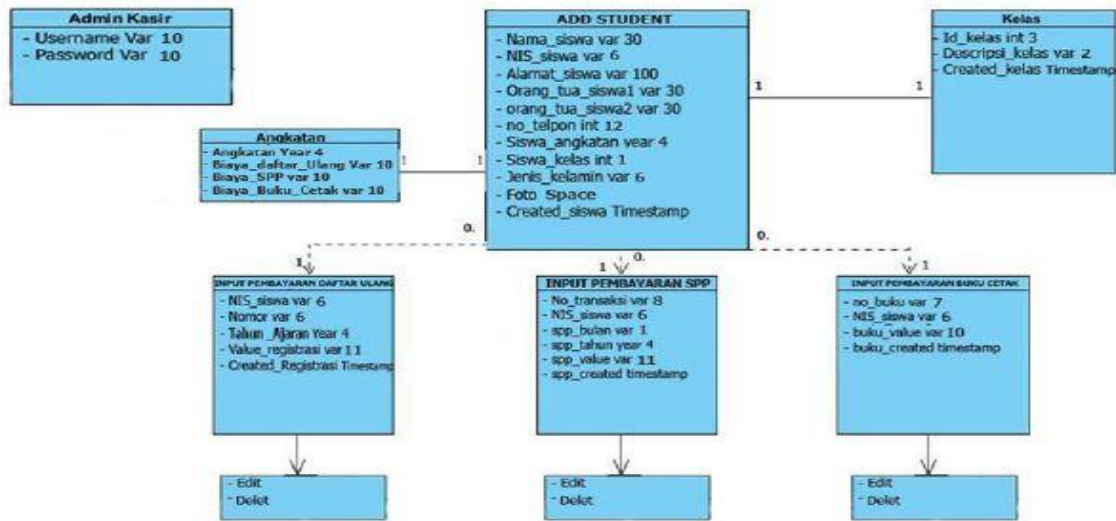 Admin Kasir
- Username Var 10
- Password Var 10
ADD STUDENT
- Nama_siswa var 30
- NIS_siswa var 6
- Alamat_siswa var 100
- Orang_tua_siswa1 var 30
- orang_tua_siswa2 var 30
- no_telpon int 12
- Siswa_angkatan year 4
- Siswa_kelas int 1
- Jenis_kelamin var 6
- Foto Space
- Created_siswa Timestamp
Kelas
- Id_kelas int 3
- Descripsi_kelas var 2
- Created_kelas Timestamp
1
1
Angkatan
- Angkatan Year 4
- Biaya_daftar_Ulang Var 10
- Biaya_SPP var 10
- Biaya_Buku_Cetak var 10
1
1
0.
0.
0.
1
1
1
INPUT PEMBAYARAN DAFTAR ULANG
- NIS_siswa var 6
- Nomor var 6
- Tahun _Ajaran Year 4
- Value_registrasi var 11
- Created_Registrasi Timestamp
INPUT PEMBAYARAN SPP
- No_transaksi var 8
- NIS_siswa var 6
- spp_bulan var 1
- spp_tahun year 4
- spp_value var 11
- spp_created timestamp
INPUT PEMBAYARAN BUKU CETAK
- no_buku var 7
- NIS_siswa var 6
- buku_value var 10
- buku_created timestamp
- Edit
- Delet
- Edit
- Delet
- Edit
- Delet